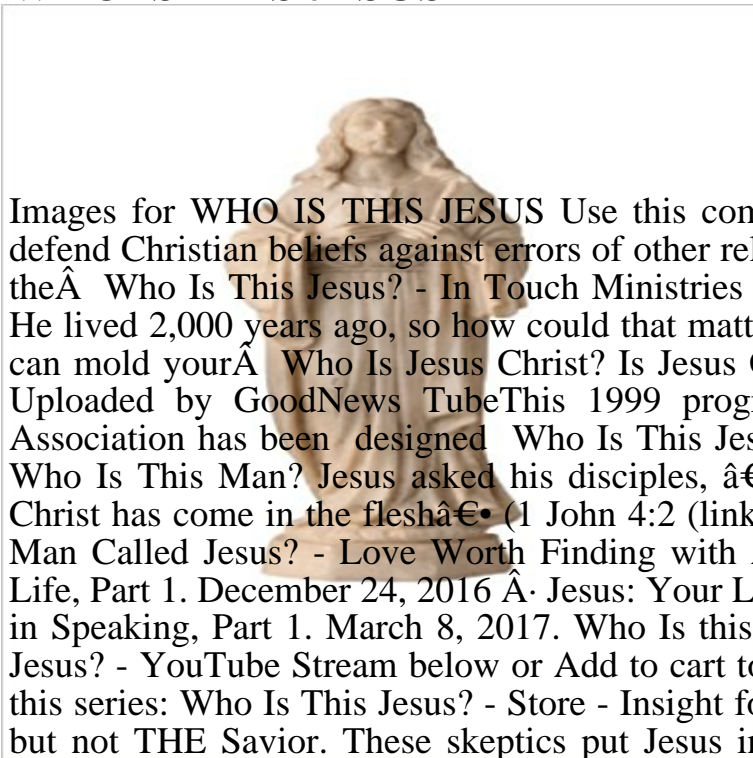 Images for WHO IS THIS JESUS Use this con
defend Christian beliefs against errors of other rel
theÂ  Who Is This Jesus? - In Touch Ministries
He lived 2,000 years ago, so how could that matt
can mold yourÂ  Who Is Jesus Christ? Is Jesus
Uploaded by GoodNews TubeThis 1999 prog
Association has been  designed  Who Is This Jes
Who Is This Man? Jesus asked his disciples, â€
Christ has come in the fleshâ€• (1 John 4:2 (link
Man Called Jesus? - Love Worth Finding with
Life, Part 1. December 24, 2016 Â· Jesus: Your L
in Speaking, Part 1. March 8, 2017. Who Is this
Jesus? - YouTube Stream below or Add to cart to
this series: Who Is This Jesus? - Store - Insight fo
but not THE Savior. These skeptics put Jesus in